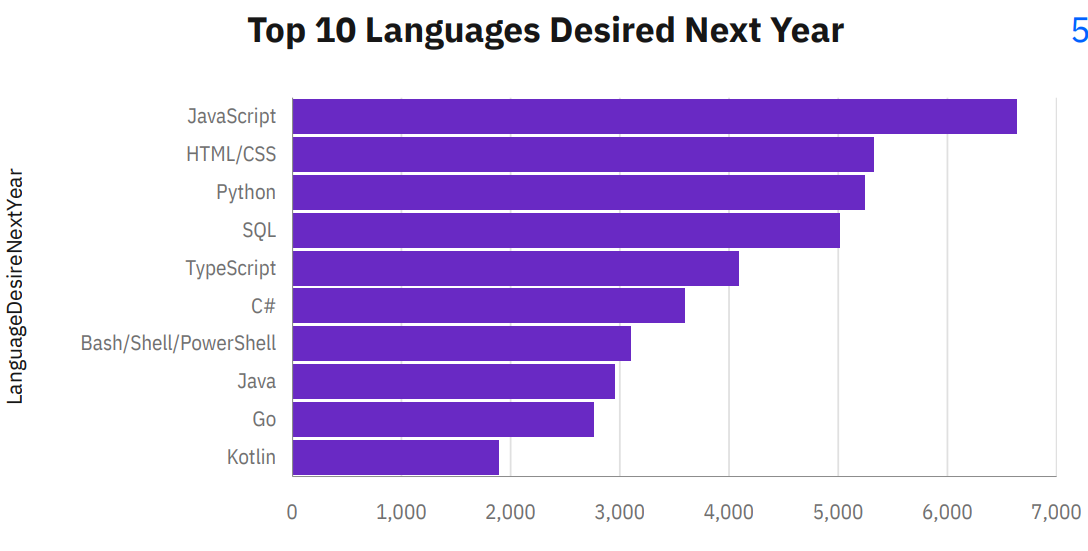 Top 10 Languages Desired Next Year
5
LanguageDesireNextYear
JavaScript
HTML/CSS
Python
SQL
TypeScript
C#
Bash/Shell/PowerShell
Java
Go
Kotlin
0 1,000 2,000 3,000 4,000 5,000 6,000 7,000